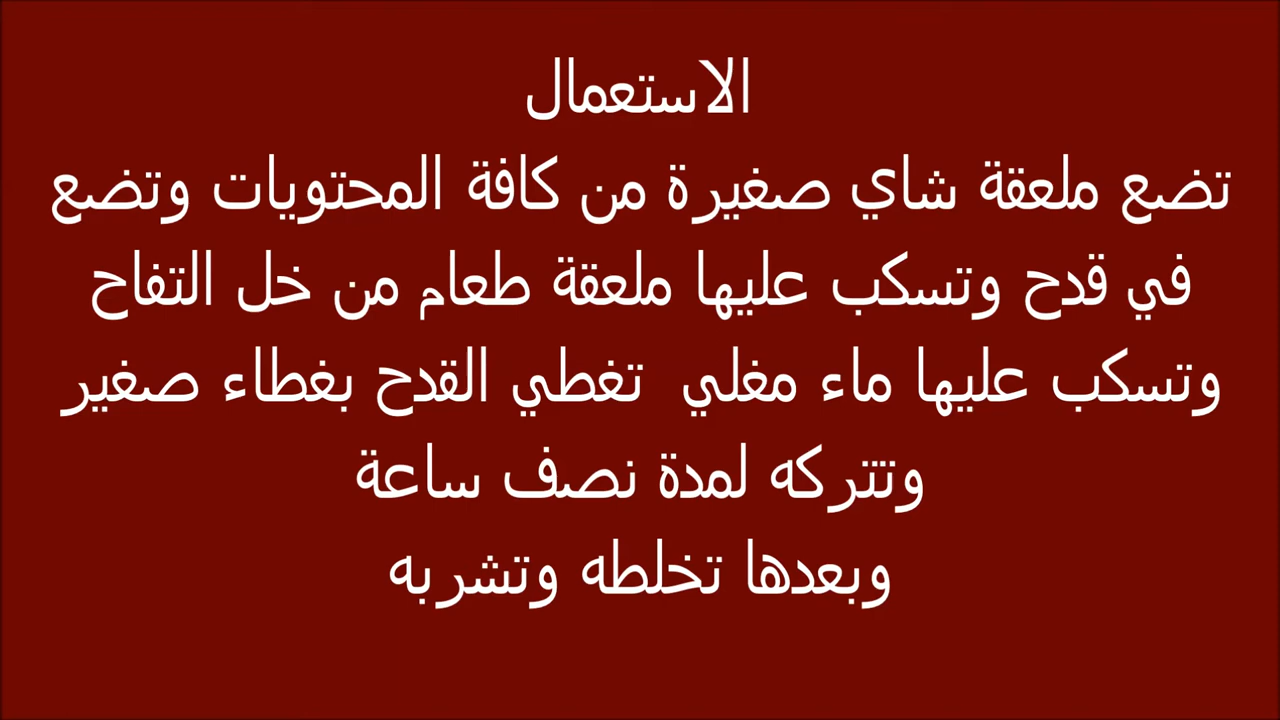 الاستعمال
تضع ملعقة شاي صغيرة من كافة المحتويات وتضع
في قدح وتسكب عليها ملعقة طعام من خل التفاح
وتسكب عليها ماء مغلي تغطي القدح بغطاء صغير
وتتركه لمدة نصف ساعة
وبعدها تخلطه وتشربه